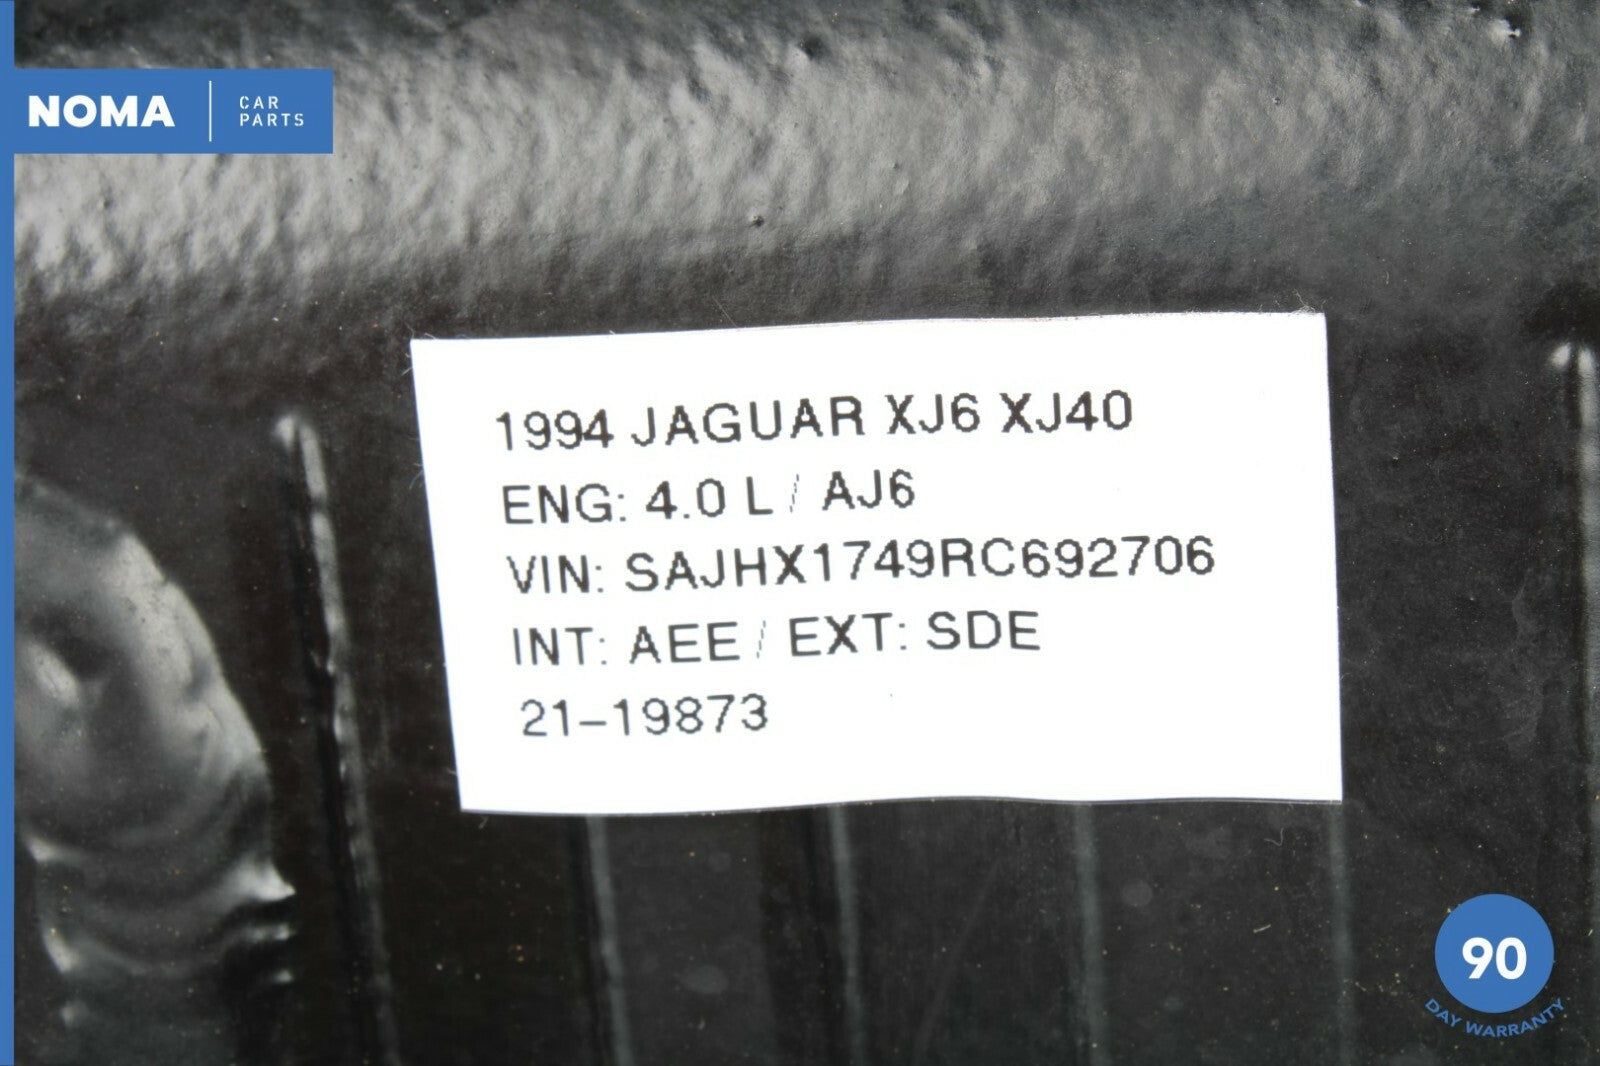 NOMA
CAR
PARTS
1994 JAGUAR XJ6 XJ40
ENG: 4.0 L / AJ6
VIN: SAJHX1749RC692706
INT: AEE / EXT: SDE
21-19873
90
DAY WARRANTY